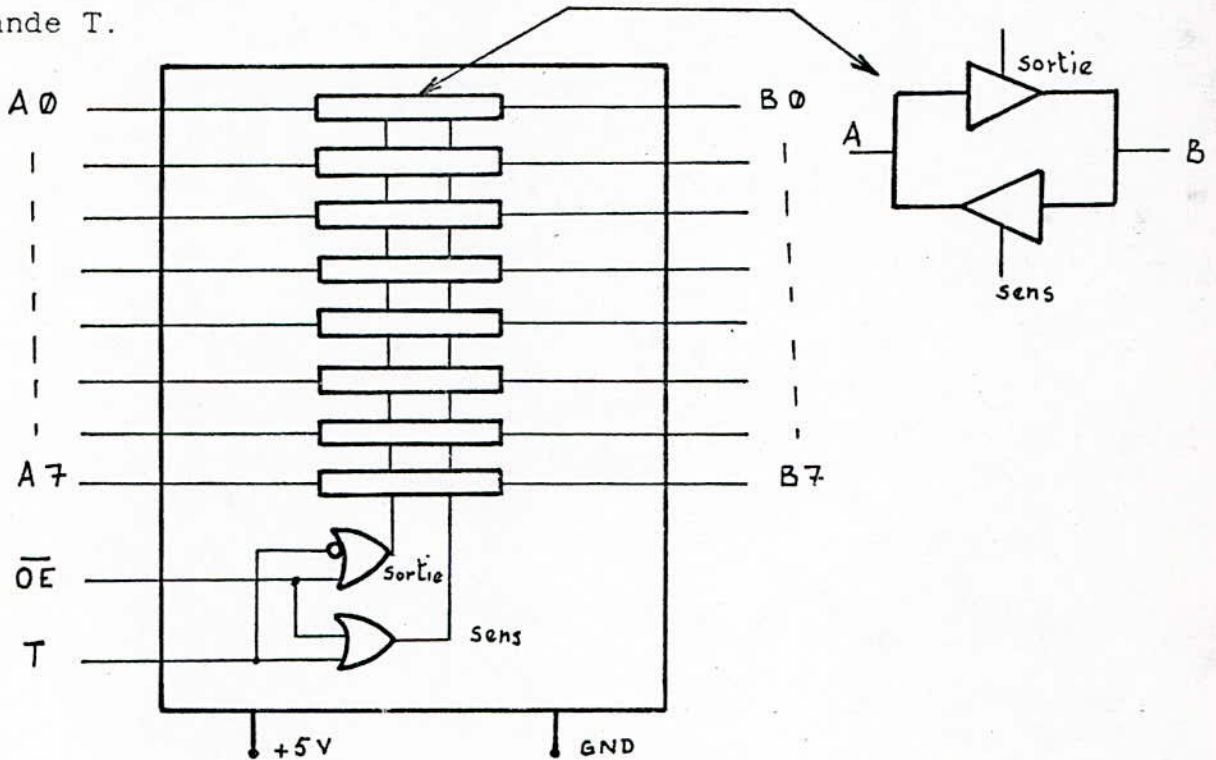 ande T.
sortie
A0
B0
A
B
sens
A7
B7
OE
sortie
T
sens
+5V
GND